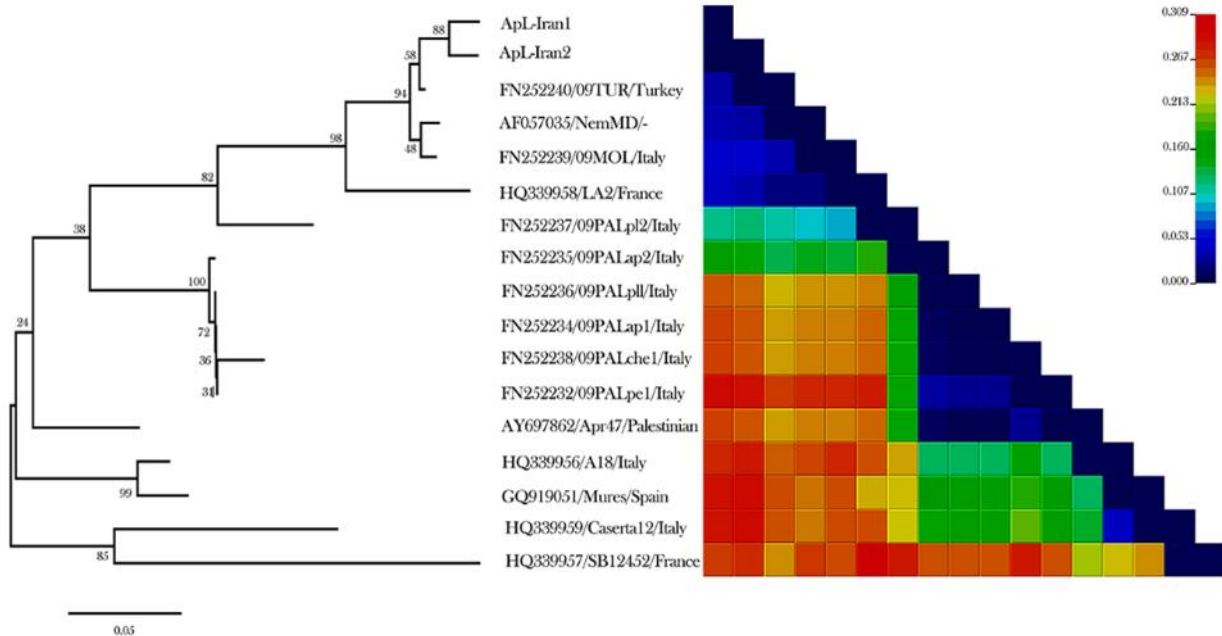 ApL-Iran1
ApL-Iran2
FN252240/09TUR/Turkey
AF057035/NemMD/-
FN252239/09MOL/Italy
HQ339958/LA2/France
FN252237/09PALpl2/Italy
FN252235/09PALap2/Italy
FN252236/09PALpll/Italy
FN252234/09PALap1/Italy
FN252238/09PALche1/Italy
FN252232/09PALpe1/Italy
AY697862/Apr47/Palestinian
HQ339956/A18/Italy
GQ919051/Mures/Spain
HQ339959/Caserta12/Italy
HQ339957/SB12452/France
88
58
94
98
48
82
38
100
72
36
31
24
99
85
0.05
0.309
0.267
0.213
0.160
0.107
0.053
0.000